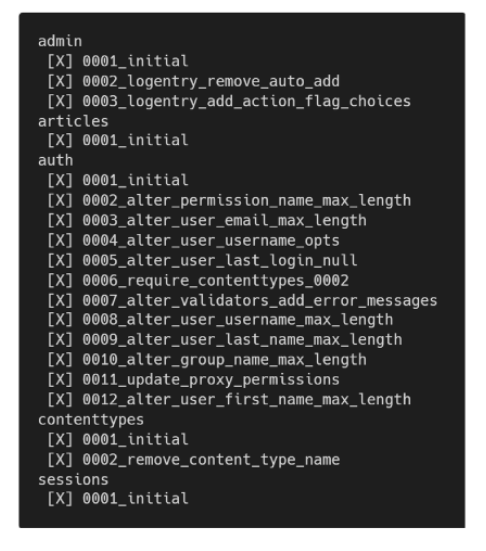 admin
[X] 0001_initial
[X] 0002_logentry_remove_auto_add
[X] 0003_logentry_add_action_flag_choices
articles
[X] 0001_initial
auth
[X] 0001_initial
[X] 0002_alter_permission_name_max_length
[X] 0003_alter_user_email_max_length
[X] 0004_alter_user_username_opts
[X] 0005_alter_user_last_login_null
[X] 0006_require_contenttypes_0002
[X] 0007_alter_validators_add_error_messages
[X] 0008_alter_user_username_max_length
[X] 0009_alter_user_last_name_max_length
[X] 0010_alter_group_name_max_length
[X] 0011_update_proxy_permissions
[X] 0012_alter_user_first_name_max_length
contenttypes
[X] 0001_initial
[X] 0002_remove_content_type_name
sessions
[X] 0001_initial